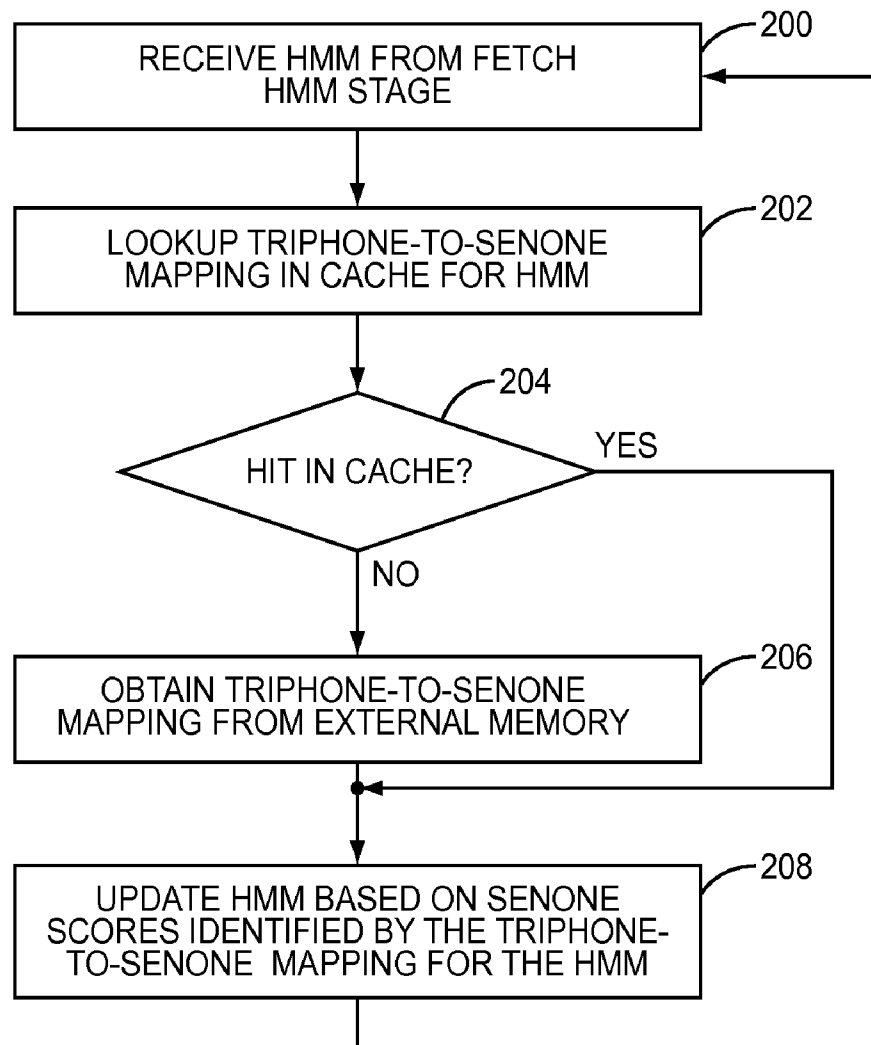 200
RECEIVE HMM FROM FETCH
HMM STAGE
202
LOOKUP TRIPHONE-TO-SENONE
MAPPING IN CACHE FOR HMM
204
HIT IN CACHE?
YES
NO
206
OBTAIN TRIPHONE-TO-SENONE
MAPPING FROM EXTERNAL MEMORY
208
UPDATE HMM BASED ON SENONE
SCORES IDENTIFIED BY THE TRIPHONE-
TO-SENONE MAPPING FOR THE HMM